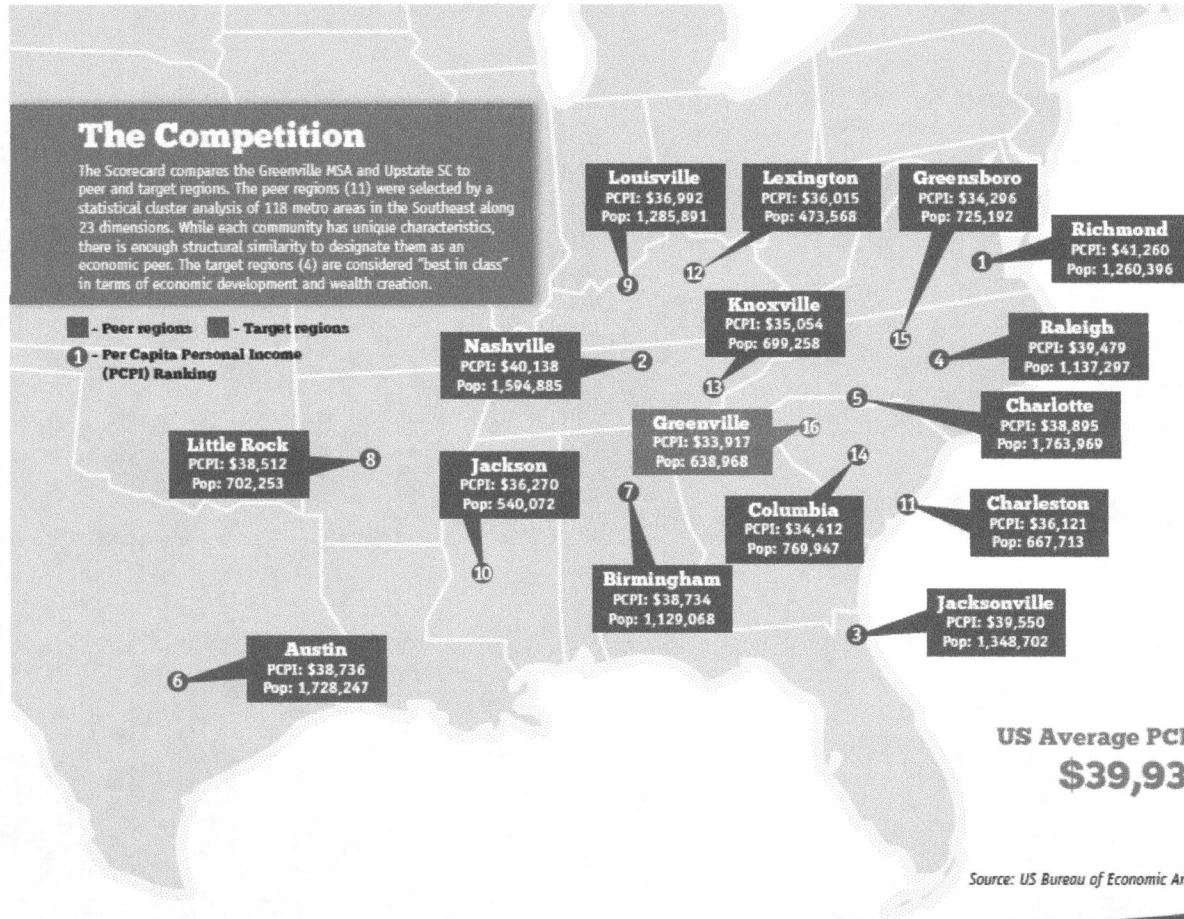 The Competition
The Scorecard compares the Greenville MSA and Upstate SC to
peer and target regions. The peer regions (11) were selected by a
statistical cluster analysis of 118 metro areas in the Southeast along
23 dimensions. While each community has unique characteristics,
there is enough structural similarity to designate them as an
economic peer. The target regions (4) are considered "best in class"
in terms of economic development and wealth creation.
- Peer regions - Target regions
1 - Per Capita Personal Income
(PCPI) Ranking
Louisville
PCPI: $36,992
Pop: 1,285,891
9
Lexington
PCPI: $36,015
Pop: 473,568
12
Greensboro
PCPI: $34,296
Pop: 725,192
15
Richmond
PCPI: $41,260
Pop: 1,260,396
1
Knoxville
PCPI: $35,054
Pop: 699,258
13
Nashville
PCPI: $40,138
Pop: 1,594,885
2
Raleigh
PCPI: $39,479
Pop: 1,137,297
4
Charlotte
PCPI: $38,895
Pop: 1,763,969
5
Greenville
PCPI: $33,917
Pop: 638,968
16
Little Rock
PCPI: $38,512
Pop: 702,253
8
Jackson
PCPI: $36,270
Pop: 540,072
10
Columbia
PCPI: $34,412
Pop: 769,947
14
Charleston
PCPI: $36,121
Pop: 667,713
11
Birmingham
PCPI: $38,734
Pop: 1,129,068
7
Jacksonville
PCPI: $39,550
Pop: 1,348,702
3
Austin
PCPI: $38,736
Pop: 1,728,247
6
US Average PC
$39,93
Source: US Bureau of Economic